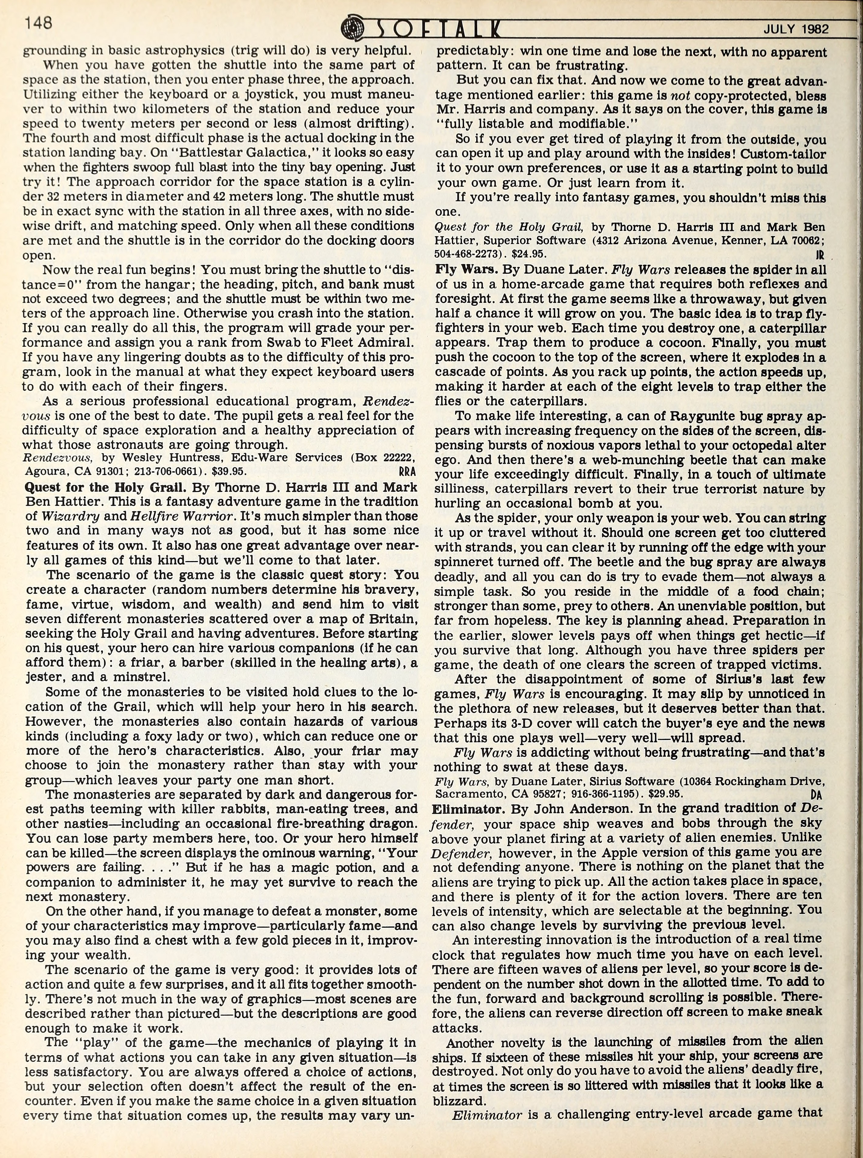 148
SOFTALK
JULY 1982
grounding in basic astrophysics (trig will do) is very helpful.
When you have gotten the shuttle into the same part of
space as the station, then you enter phase three, the approach.
Utilizing either the keyboard or a joystick, you must maneu-
ver to within two kilometers of the station and reduce your
speed to twenty meters per second or less (almost drifting).
The fourth and most difficult phase is the actual docking in the
station landing bay. On "Battlestar Galactica," it looks so easy
when the fighters swoop full blast into the tiny bay opening. Just
try it! The approach corridor for the space station is a cylin-
der 32 meters in diameter and 42 meters long. The shuttle must
be in exact sync with the station in all three axes, with no side-
wise drift, and matching speed. Only when all these conditions
are met and the shuttle is in the corridor do the docking doors
open.
Now the real fun begins! You must bring the shuttle to "dis-
tance=0" from the hangar; the heading, pitch, and bank must
not exceed two degrees; and the shuttle must be within two me-
ters of the approach line. Otherwise you crash into the station.
If you can really do all this, the program will grade your per-
formance and assign you a rank from Swab to Fleet Admiral.
If you have any lingering doubts as to the difficulty of this pro-
gram, look in the manual at what they expect keyboard users
to do with each of their fingers.
As a serious professional educational program, Rendez-
vous is one of the best to date. The pupil gets a real feel for the
difficulty of space exploration and a healthy appreciation of
what those astronauts are going through.
Rendezvous, by Wesley Huntress, Edu-Ware Services (Box 22222,
Agoura, CA 91301; 213-706-0661). $39.95. RRA
Quest for the Holy Grail. By Thorne D. Harris III and Mark
Ben Hattier. This is a fantasy adventure game in the tradition
of Wizardry and Hellfire Warrior. It's much simpler than those
two and in many ways not as good, but it has some nice
features of its own. It also has one great advantage over near-
ly all games of this kind—but we'll come to that later.
The scenario of the game is the classic quest story: You
create a character (random numbers determine his bravery,
fame, virtue, wisdom, and wealth) and send him to visit
seven different monasteries scattered over a map of Britain,
seeking the Holy Grail and having adventures. Before starting
on his quest, your hero can hire various companions (if he can
afford them): a friar, a barber (skilled in the healing arts), a
jester, and a minstrel.
Some of the monasteries to be visited hold clues to the lo-
cation of the Grail, which will help your hero in his search.
However, the monasteries also contain hazards of various
kinds (including a foxy lady or two), which can reduce one or
more of the hero's characteristics. Also, your friar may
choose to join the monastery rather than stay with your
group—which leaves your party one man short.
The monasteries are separated by dark and dangerous for-
est paths teeming with killer rabbits, man-eating trees, and
other nasties—including an occasional fire-breathing dragon.
You can lose party members here, too. Or your hero himself
can be killed—the screen displays the ominous warning, "Your
powers are failing. . . ." But if he has a magic potion, and a
companion to administer it, he may yet survive to reach the
next monastery.
On the other hand, if you manage to defeat a monster, some
of your characteristics may improve—particularly fame—and
you may also find a chest with a few gold pieces in it, improv-
ing your wealth.
The scenario of the game is very good: it provides lots of
action and quite a few surprises, and it all fits together smooth-
ly. There's not much in the way of graphics—most scenes are
described rather than pictured—but the descriptions are good
enough to make it work.
The "play" of the game—the mechanics of playing it in
terms of what actions you can take in any given situation—is
less satisfactory. You are always offered a choice of actions,
but your selection often doesn't affect the result of the en-
counter. Even if you make the same choice in a given situation
every time that situation comes up, the results may vary un-
predictably: win one time and lose the next, with no apparent
pattern. It can be frustrating.
But you can fix that. And now we come to the great advan-
tage mentioned earlier: this game is not copy-protected, bless
Mr. Harris and company. As it says on the cover, this game is
"fully listable and modifiable."
So if you ever get tired of playing it from the outside, you
can open it up and play around with the insides! Custom-tailor
it to your own preferences, or use it as a starting point to build
your own game. Or just learn from it.
If you're really into fantasy games, you shouldn't miss this
one.
Quest for the Holy Grail, by Thorne D. Harris III and Mark Ben
Hattier, Superior Software (4312 Arizona Avenue, Kenner, LA 70062;
504-468-2273). $24.95. JR
Fly Wars. By Duane Later. Fly Wars releases the spider in all
of us in a home-arcade game that requires both reflexes and
foresight. At first the game seems like a throwaway, but given
half a chance it will grow on you. The basic idea is to trap fly-
fighters in your web. Each time you destroy one, a caterpillar
appears. Trap them to produce a cocoon. Finally, you must
push the cocoon to the top of the screen, where it explodes in a
cascade of points. As you rack up points, the action speeds up,
making it harder at each of the eight levels to trap either the
flies or the caterpillars.
To make life interesting, a can of Raygunite bug spray ap-
pears with increasing frequency on the sides of the screen, dis-
pensing bursts of noxious vapors lethal to your octopedal alter
ego. And then there's a web-munching beetle that can make
your life exceedingly difficult. Finally, in a touch of ultimate
silliness, caterpillars revert to their true terrorist nature by
hurling an occasional bomb at you.
As the spider, your only weapon is your web. You can string
it up or travel without it. Should one screen get too cluttered
with strands, you can clear it by running off the edge with your
spinneret turned off. The beetle and the bug spray are always
deadly, and all you can do is try to evade them—not always a
simple task. So you reside in the middle of a food chain;
stronger than some, prey to others. An unenviable position, but
far from hopeless. The key is planning ahead. Preparation in
the earlier, slower levels pays off when things get hectic—if
you survive that long. Although you have three spiders per
game, the death of one clears the screen of trapped victims.
After the disappointment of some of Sirius's last few
games, Fly Wars is encouraging. It may slip by unnoticed in
the plethora of new releases, but it deserves better than that.
Perhaps its 3-D cover will catch the buyer's eye and the news
that this one plays well—very well—will spread.
Fly Wars is addicting without being frustrating—and that's
nothing to swat at these days.
Fly Wars, by Duane Later, Sirius Software (10364 Rockingham Drive,
Sacramento, CA 95827; 916-366-1195). $29.95. DA
Eliminator. By John Anderson. In the grand tradition of De-
fender, your space ship weaves and bobs through the sky
above your planet firing at a variety of alien enemies. Unlike
Defender, however, in the Apple version of this game you are
not defending anyone. There is nothing on the planet that the
aliens are trying to pick up. All the action takes place in space,
and there is plenty of it for the action lovers. There are ten
levels of intensity, which are selectable at the beginning. You
can also change levels by surviving the previous level.
An interesting innovation is the introduction of a real time
clock that regulates how much time you have on each level.
There are fifteen waves of aliens per level, so your score is de-
pendent on the number shot down in the allotted time. To add to
the fun, forward and background scrolling is possible. There-
fore, the aliens can reverse direction off screen to make sneak
attacks.
Another novelty is the launching of missiles from the alien
ships. If sixteen of these missiles hit your ship, your screens are
destroyed. Not only do you have to avoid the aliens' deadly fire,
at times the screen is so littered with missiles that it looks like a
blizzard.
Eliminator is a challenging entry-level arcade game that